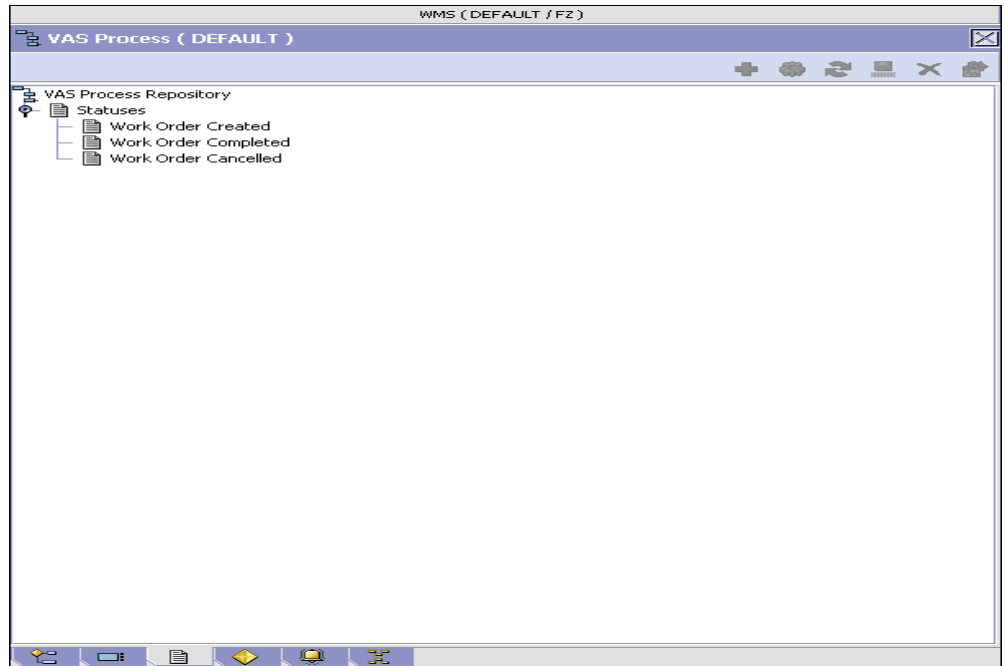 WMS ( DEFAULT / FZ )
VAS Process ( DEFAULT )
VAS Process Repository
Statuses
Work Order Created
Work Order Completed
Work Order Cancelled